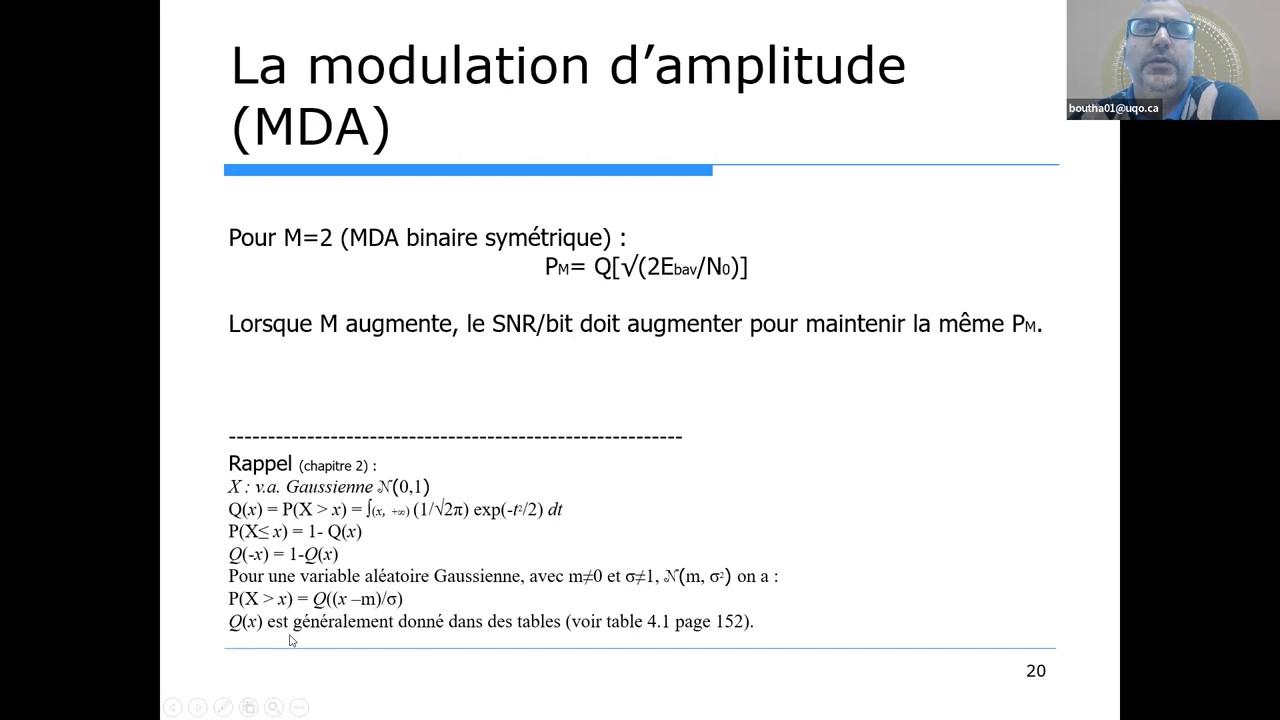 La modulation d’amplitude
(MDA)
boutha01@uqo.ca
Pour M=2 (MDA binaire symétrique) :
PM= Q[√(2Ebav/N0)]
Lorsque M augmente, le SNR/bit doit augmenter pour maintenir la même PM.
----------------------------------------------------------
Rappel (chapitre 2) :
X : v.a. Gaussienne 𝒩(0,1)
Q(x) = P(X > x) = ∫(x, +∞) (1/√2π) exp(-t²/2) dt
P(X≤ x) = 1- Q(x)
Q(-x) = 1-Q(x)
Pour une variable aléatoire Gaussienne, avec m≠0 et σ≠1, 𝒩(m, σ²) on a :
P(X > x) = Q((x –m)/σ)
Q(x) est généralement donné dans des tables (voir table 4.1 page 152).
20